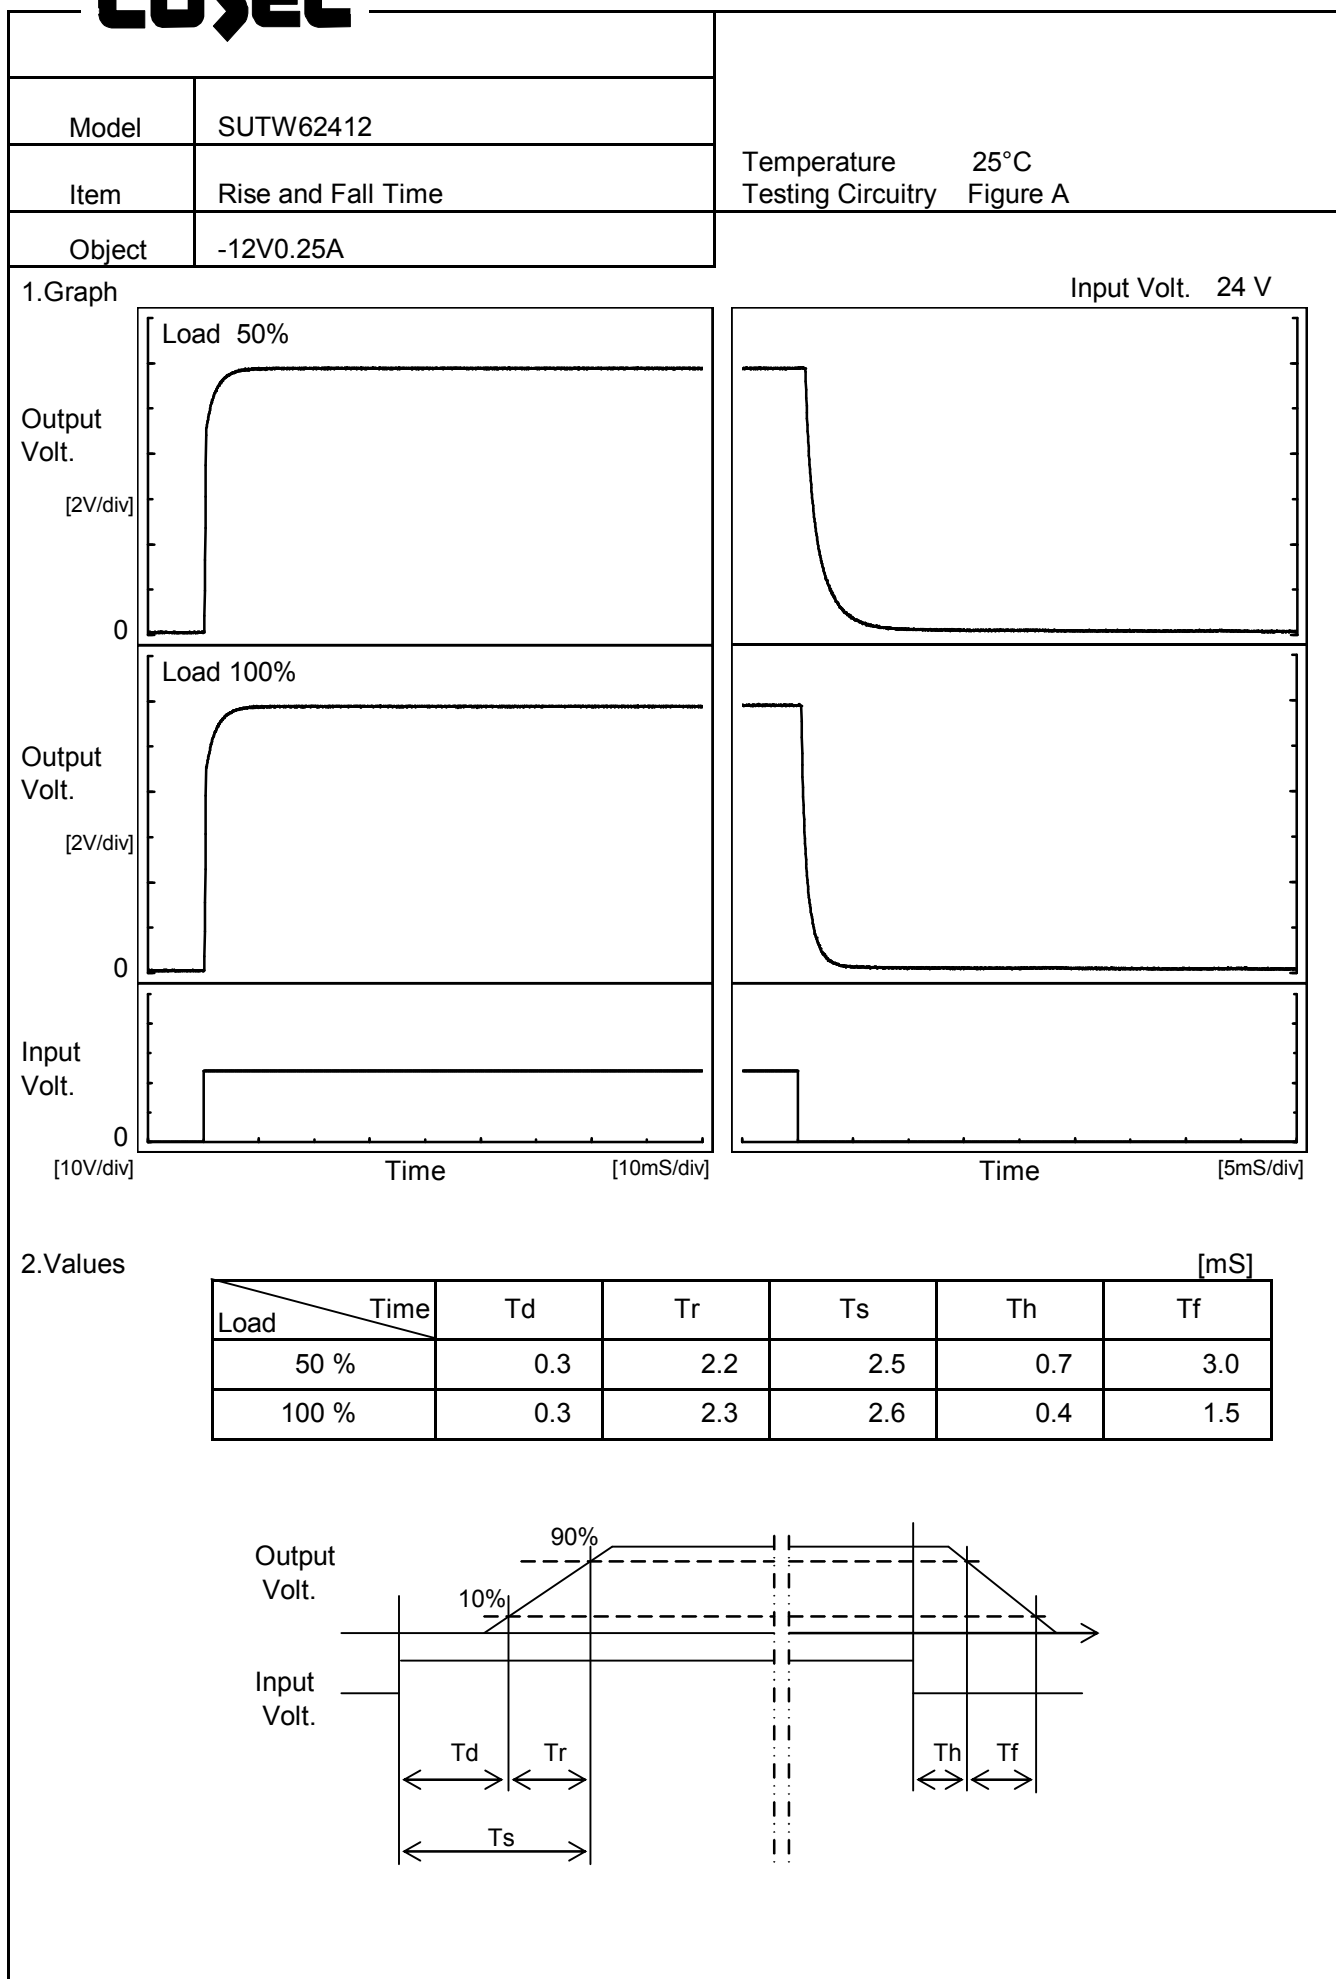 COSEL
Model SUTW62412
Temperature 25°C
Item Rise and Fall Time Testing Circuitry Figure A
Object -12V0.25A
1.Graph Input Volt. 24 V
Load 50%
Output
Volt.
[2V/div]
0
Load 100%
Output
Volt.
[2V/div]
0
Input
Volt.
0
[10V/div] Time [10mS/div] Time [5mS/div]
2.Values [mS]
Time Td Tr Ts Th Tf
Load
50 % 0.3 2.2 2.5 0.7 3.0
100 % 0.3 2.3 2.6 0.4 1.5
90%
Output
Volt.
10%
Input
Volt.
Td Tr Th Tf
Ts